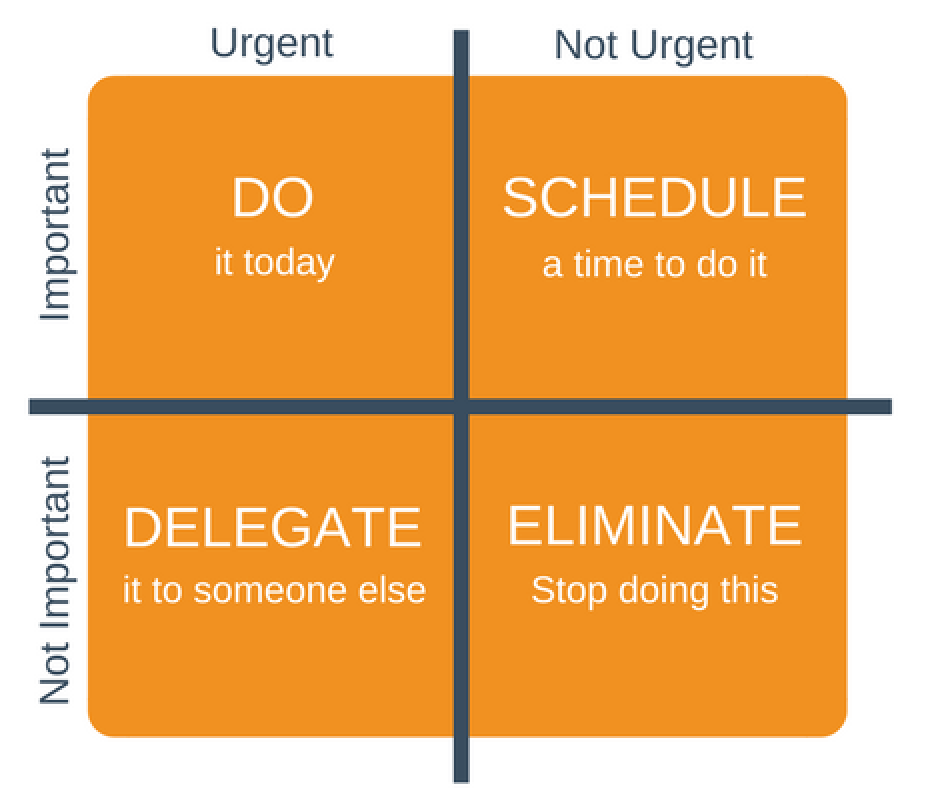 Urgent
Not Urgent
Important
DO
it today
SCHEDULE
a time to do it
Not Important
DELEGATE
it to someone else
ELIMINATE
Stop doing this